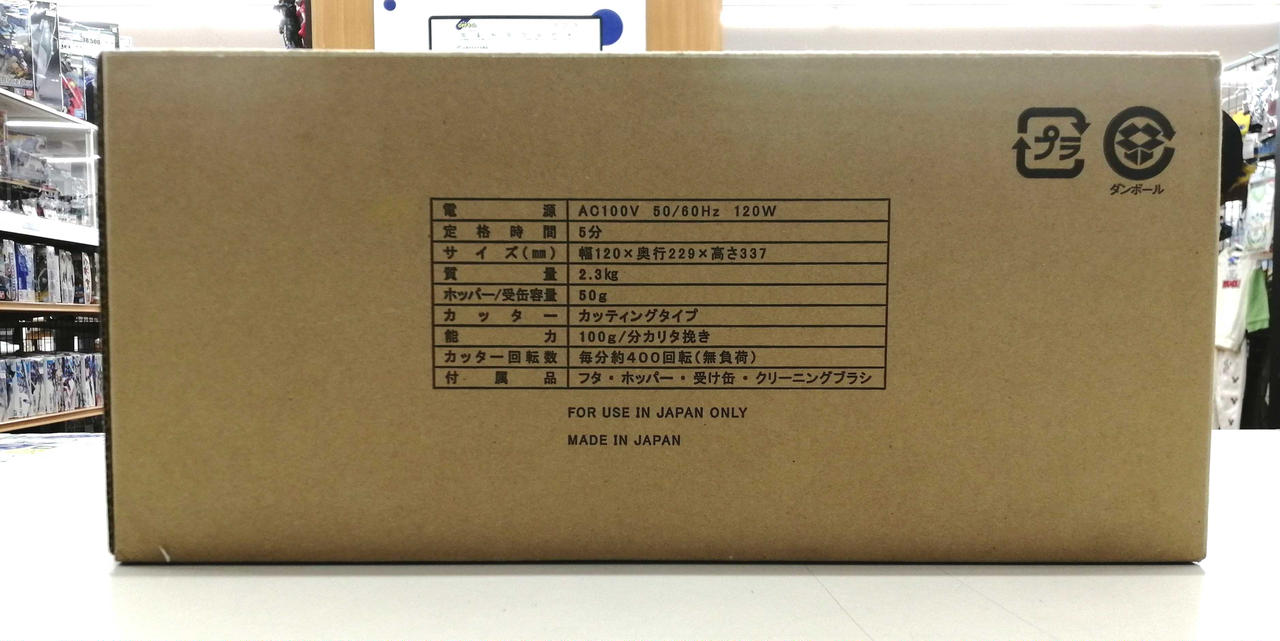 プラ
ダンボール
電源 AC100V 50/60Hz 120W
定格時間 5分
サイズ(㎜) 幅120×奥行229×高さ337
質量 2.3㎏
ホッパー/受缶容量 50g
カッター カッティングタイプ
能力 100g/分カリタ挽き
カッター回転数 毎分約400回転(無負荷)
付属品 フタ・ホッパー・受け缶・クリーニングブラシ
FOR USE IN JAPAN ONLY
MADE IN JAPAN